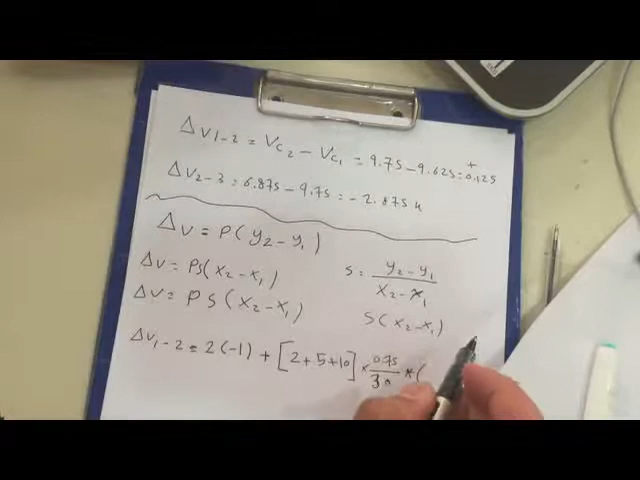 ΔV1-2 = Vc2 - Vc1 = 9.75 - 9.625 = +0.125
ΔV2-3 = 6.875 - 9.75 = -2.875 k
ΔV = P(y2 - y1)
ΔV = PS(x2 - x1)
S = (y2 - y1)/(x2 - x1)
ΔV = PS(x2 - x1)
S(x2 - x1)
ΔV1-2 = 2(-1) + [2+5+10] × 0.75/30 * (